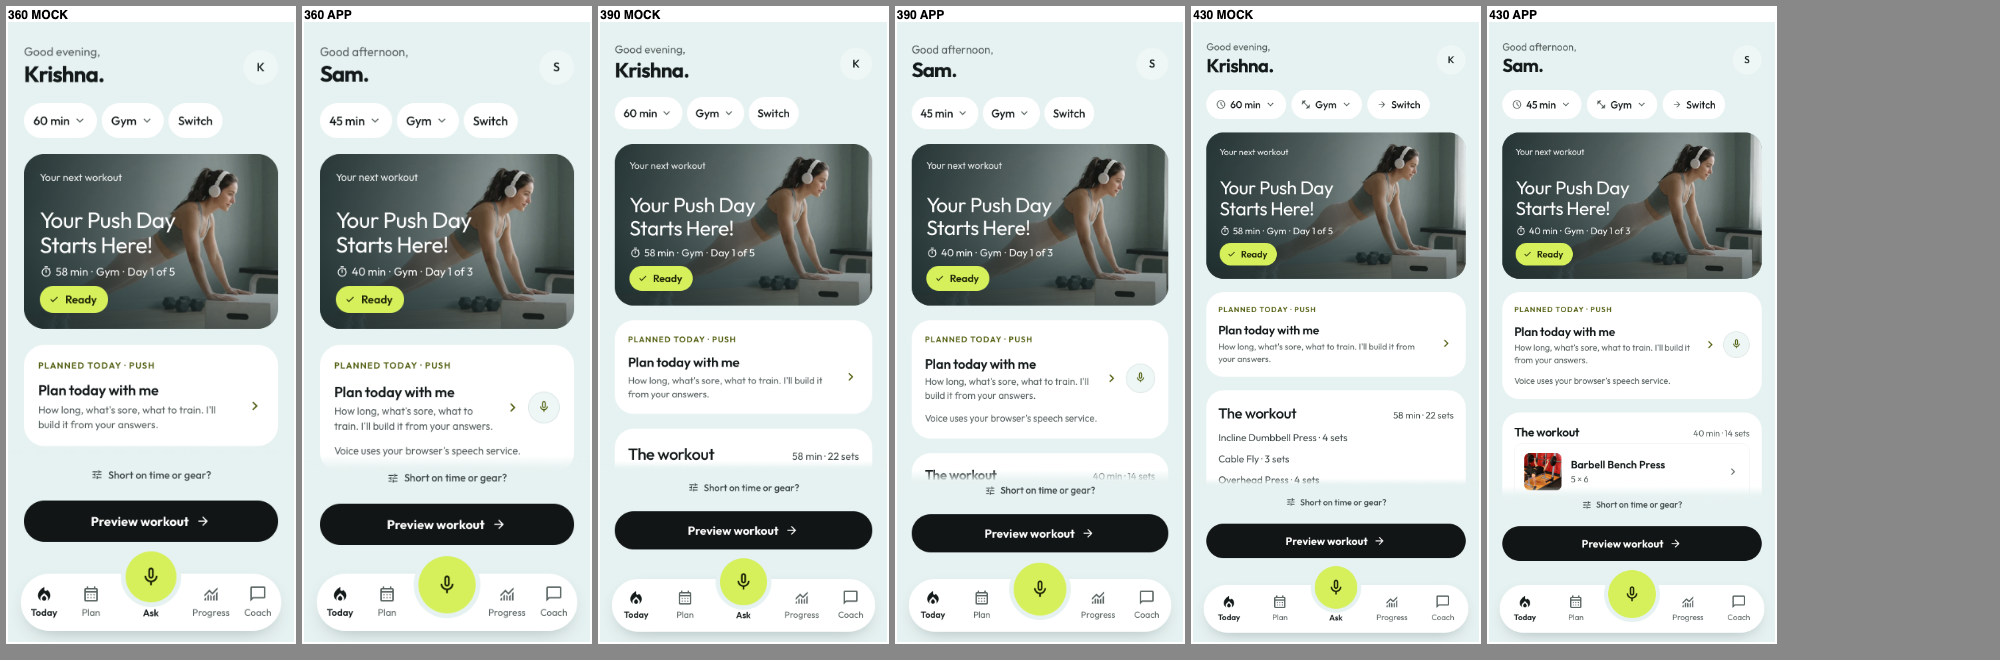 360 MOCK
Good evening,
Krishna.
K
60 min
Gym
Switch
Your next workout
Your Push Day
Starts Here!
58 min · Gym · Day 1 of 5
Ready
PLANNED TODAY · PUSH
Plan today with me
How long, what's sore, what to train. I'll
build it from your answers.
Short on time or gear?
Preview workout
Today
Plan
Ask
Progress
Coach
360 APP
Good afternoon,
Sam.
S
45 min
Gym
Switch
Your next workout
Your Push Day
Starts Here!
40 min · Gym · Day 1 of 3
Ready
PLANNED TODAY · PUSH
Plan today with me
How long, what's sore, what to
train. I'll build it from your answers.
Voice uses your browser's speech service.
Short on time or gear?
Preview workout
Today
Plan
Progress
Coach
390 MOCK
Good evening,
Krishna.
K
60 min
Gym
Switch
Your next workout
Your Push Day
Starts Here!
58 min · Gym · Day 1 of 5
Ready
PLANNED TODAY · PUSH
Plan today with me
How long, what's sore, what to train. I'll build it
from your answers.
The workout
58 min · 22 sets
Short on time or gear?
Preview workout
Today
Plan
Ask
Progress
Coach
390 APP
Good afternoon,
Sam.
S
45 min
Gym
Switch
Your next workout
Your Push Day
Starts Here!
40 min · Gym · Day 1 of 3
Ready
PLANNED TODAY · PUSH
Plan today with me
How long, what's sore, what to train. I'll
build it from your answers.
Voice uses your browser's speech service.
The workout
40 min · 14 sets
Short on time or gear?
Preview workout
Today
Plan
Progress
Coach
430 MOCK
Good evening,
Krishna.
K
60 min
Gym
Switch
Your next workout
Your Push Day
Starts Here!
58 min · Gym · Day 1 of 5
Ready
PLANNED TODAY · PUSH
Plan today with me
How long, what's sore, what to train. I'll build it from
your answers.
The workout
58 min · 22 sets
Incline Dumbbell Press · 4 sets
Cable Fly · 3 sets
Overhead Press · 4 sets
Short on time or gear?
Preview workout
Today
Plan
Ask
Progress
Coach
430 APP
Good afternoon,
Sam.
S
45 min
Gym
Switch
Your next workout
Your Push Day
Starts Here!
40 min · Gym · Day 1 of 3
Ready
PLANNED TODAY · PUSH
Plan today with me
How long, what's sore, what to train. I'll build it
from your answers.
Voice uses your browser's speech service.
The workout
40 min · 14 sets
Barbell Bench Press
5 × 6
Short on time or gear?
Preview workout
Today
Plan
Progress
Coach